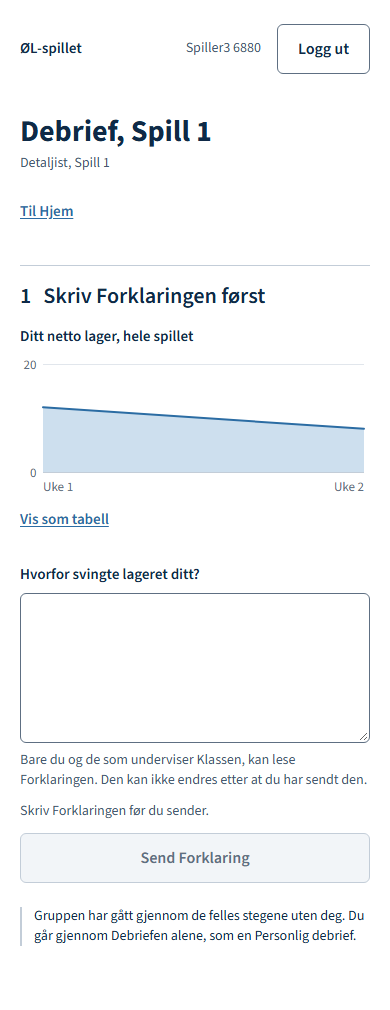 ØL-spillet
Spiller3 6880
Logg ut
Debrief, Spill 1
Detaljist, Spill 1
Til Hjem
1 Skriv Forklaringen først
Ditt netto lager, hele spillet
20
0
Uke 1
Uke 2
Vis som tabell
Hvorfor svingte lageret ditt?
Bare du og de som underviser Klassen, kan lese
Forklaringen. Den kan ikke endres etter at du har sendt den.
Skriv Forklaringen før du sender.
Send Forklaring
Gruppen har gått gjennom de felles stegene uten deg. Du
går gjennom Debriefen alene, som en Personlig debrief.